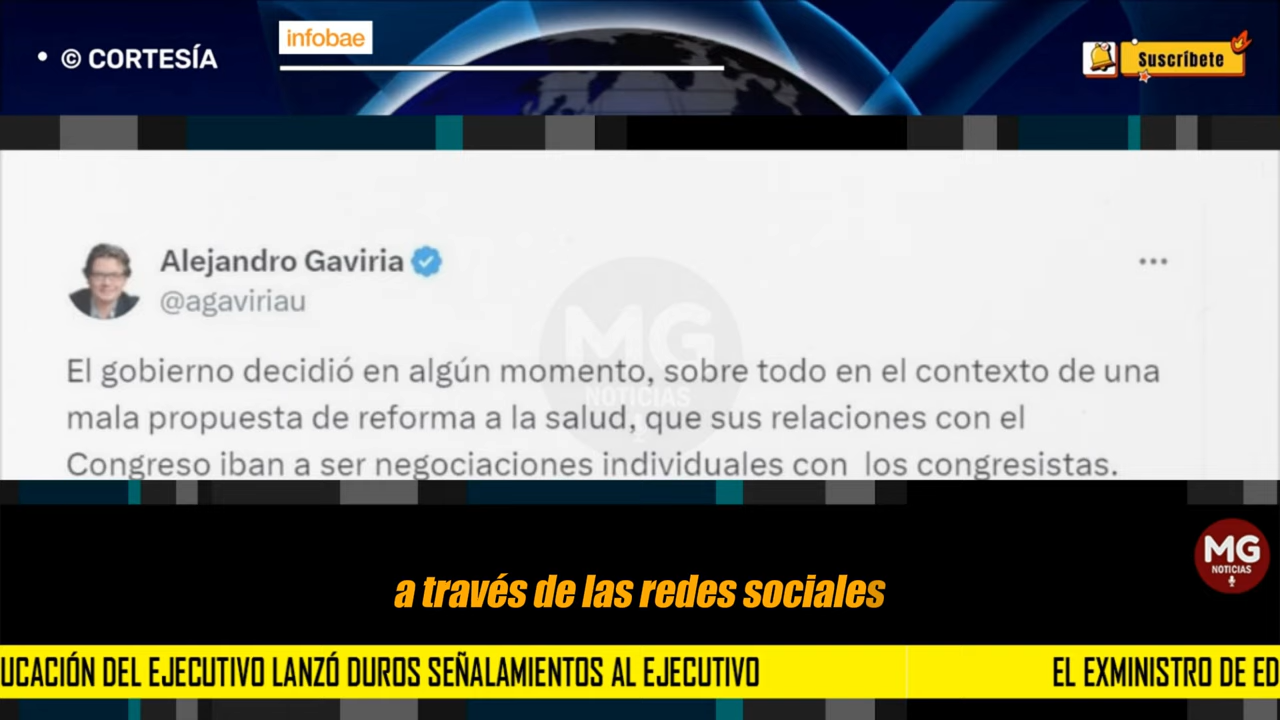 • © CORTESÍA
infobae
Suscríbete
Alejandro Gaviria
@agaviriau
El gobierno decidió en algún momento, sobre todo en el contexto de una
mala propuesta de reforma a la salud, que sus relaciones con el
Congreso iban a ser negociaciones individuales con los congresistas.
MG
NOTICIAS
MG
NOTICIAS
a través de las redes sociales
UCACIÓN DEL EJECUTIVO LANZÓ DUROS SEÑALAMIENTOS AL EJECUTIVO
EL EXMINISTRO DE ED